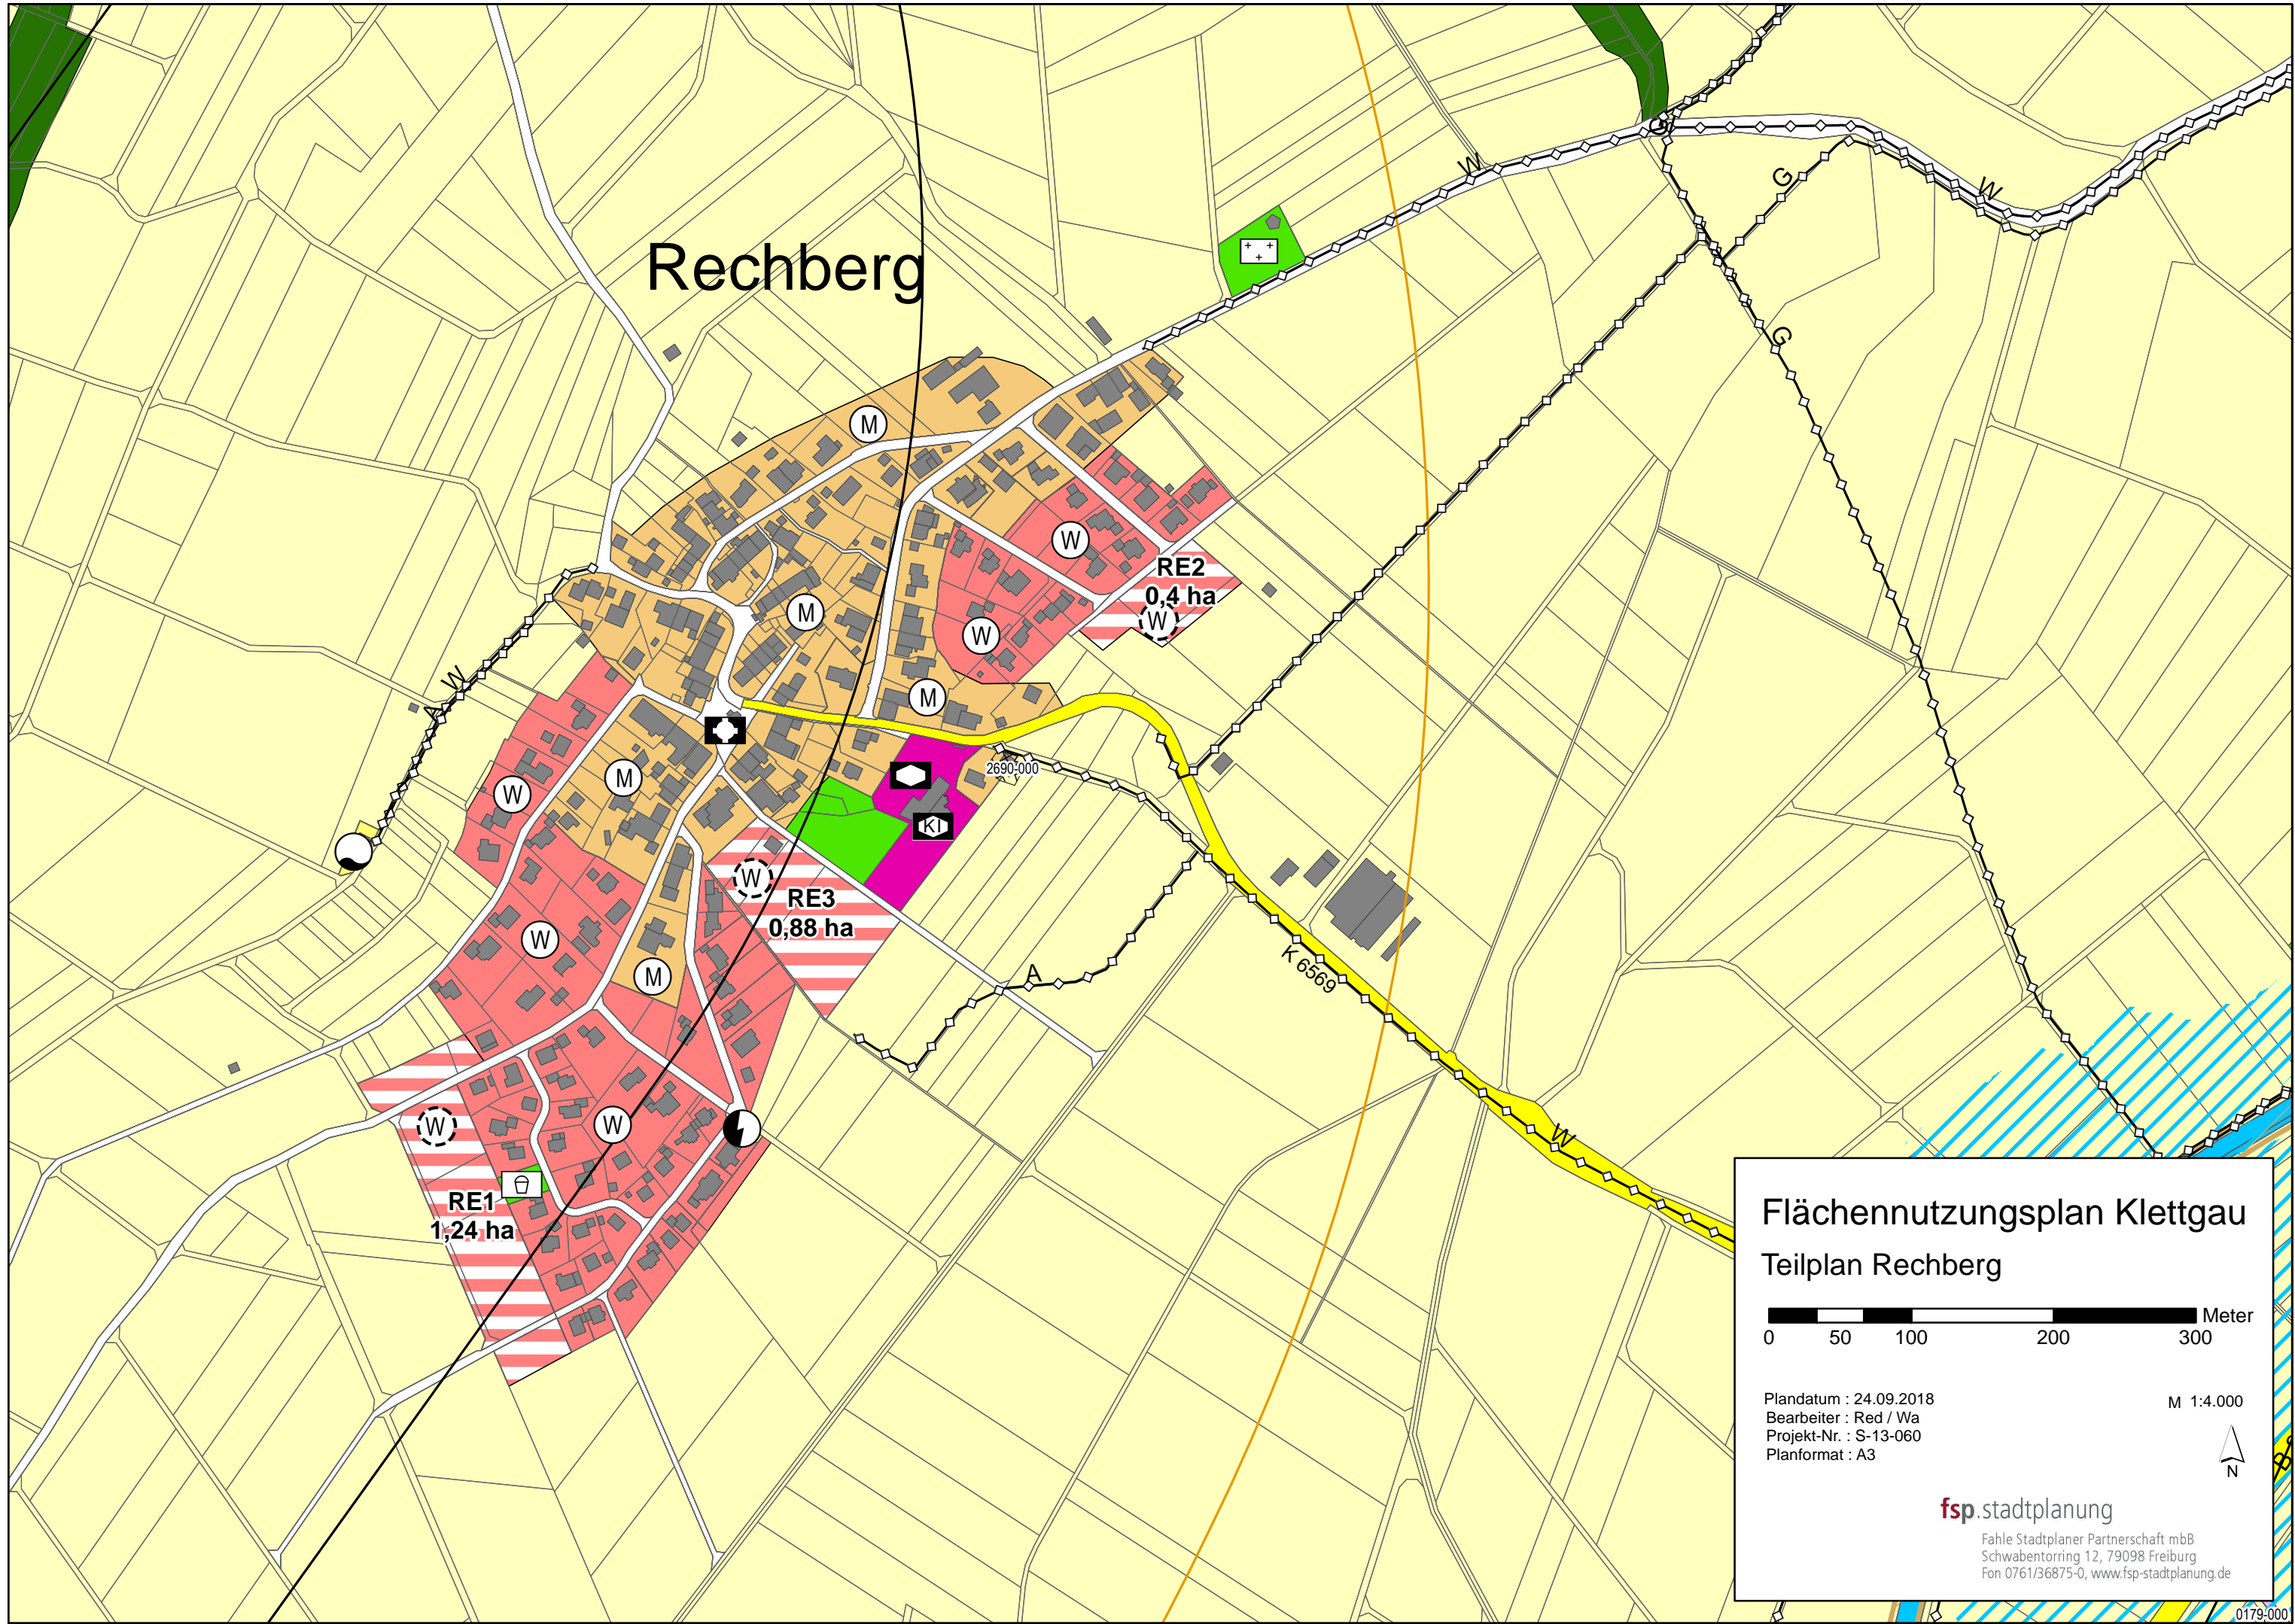 G
W
G
W
Rechberg
G
M
W
RE2
0,4 ha
W
M
W
W
A
M
2690-000
M
W
KI
W
RE3
0,88 ha
W
A
K 6569
M
W
W
W
RE1
1,24 ha
Flächennutzungsplan Klettgau
Teilplan Rechberg
Meter
0 50 100 200 300
Plandatum : 24.09.2018
Bearbeiter : Red / Wa
Projekt-Nr. : S-13-060
Planformat : A3
M 1:4.000
N
fsp.stadtplanung
Fahle Stadtplaner Partnerschaft mbB
Schwabentorring 12, 79098 Freiburg
Fon 0761/36875-0, www.fsp-stadtplanung.de
0179-000